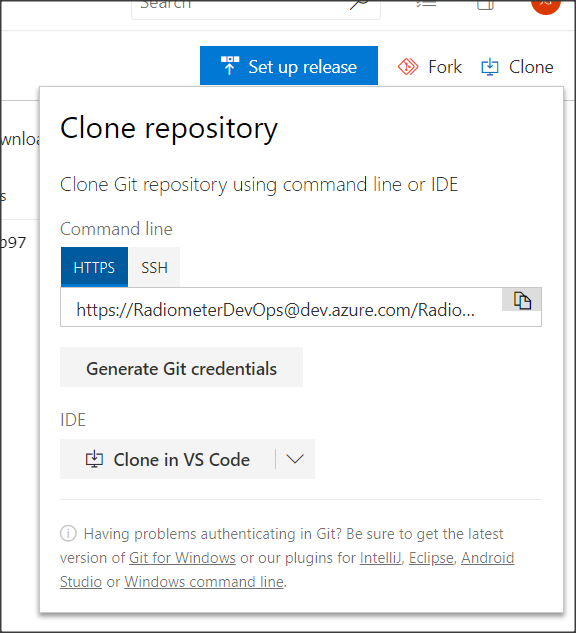 Search
Set up release
Fork
Clone
Clone repository
Clone Git repository using command line or IDE
Command line
HTTPS
SSH
https://RadiometerDevOps@dev.azure.com/Radio...
Generate Git credentials
IDE
Clone in VS Code
Having problems authenticating in Git? Be sure to get the latest
version of Git for Windows or our plugins for IntelliJ, Eclipse, Android
Studio or Windows command line.